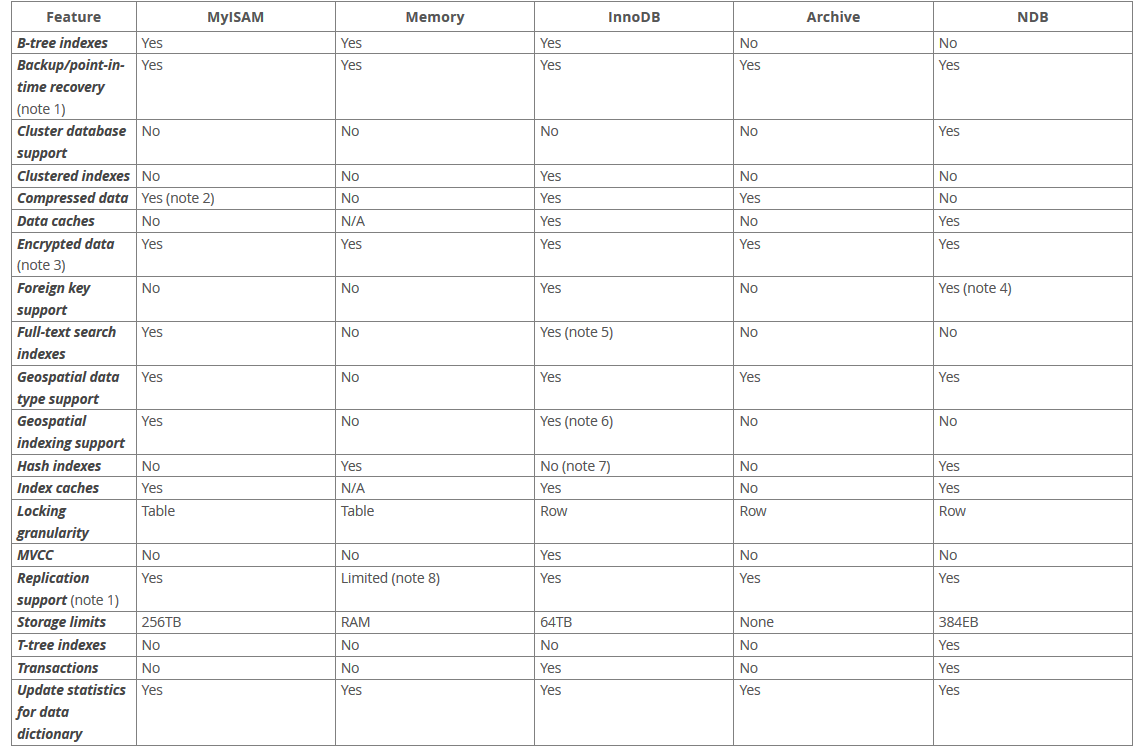 Feature MyISAM Memory InnoDB Archive NDB
B-tree indexes Yes Yes Yes No No
Backup/point-in- Yes Yes Yes Yes Yes
time recovery
(note 1)
Cluster database No No No No Yes
support
Clustered indexes No No Yes No No
Compressed data Yes (note 2) No Yes Yes No
Data caches No N/A Yes No Yes
Encrypted data Yes Yes Yes Yes Yes
(note 3)
Foreign key No No Yes No Yes (note 4)
support
Full-text search Yes No Yes (note 5) No No
indexes
Geospatial data Yes No Yes Yes Yes
type support
Geospatial Yes No Yes (note 6) No No
indexing support
Hash indexes No Yes No (note 7) No Yes
Index caches Yes N/A Yes No Yes
Locking Table Table Row Row Row
granularity
MVCC No No Yes No No
Replication Yes Limited (note 8) Yes Yes Yes
support (note 1)
Storage limits 256TB RAM 64TB None 384EB
T-tree indexes No No No No Yes
Transactions No No Yes No Yes
Update statistics Yes Yes Yes Yes Yes
for data
dictionary